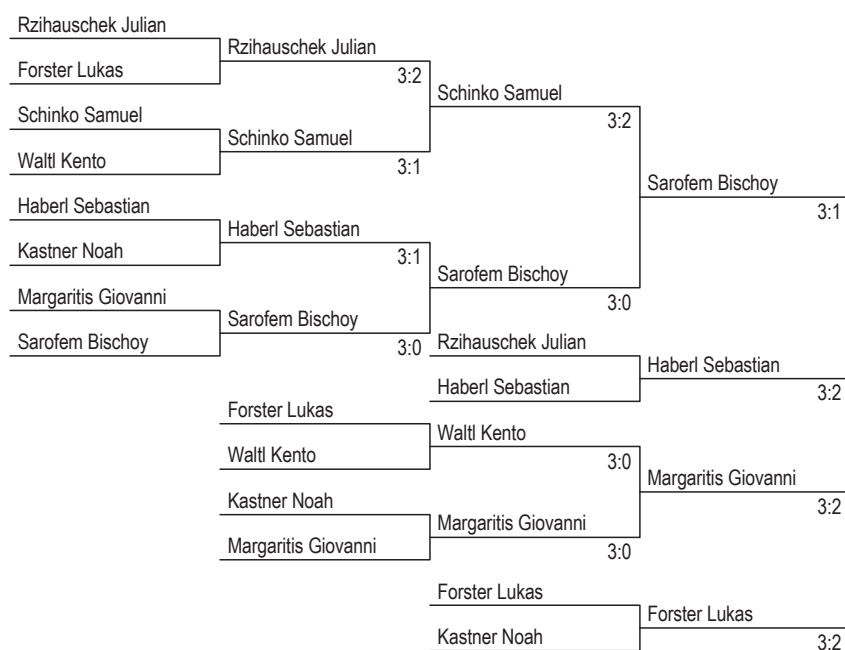 Rzihauschek Julian
Rzihauschek Julian
Forster Lukas
3:2
Schinko Samuel
Schinko Samuel
3:2
Schinko Samuel
Waltl Kento
3:1
Sarofem Bischoy
3:1
Haberl Sebastian
Haberl Sebastian
Kastner Noah
3:1
Sarofem Bischoy
3:0
Margaritis Giovanni
Sarofem Bischoy
Sarofem Bischoy
3:0
Rzihauschek Julian
Haberl Sebastian
Haberl Sebastian
3:2
Forster Lukas
Waltl Kento
Waltl Kento
3:0
Margaritis Giovanni
3:2
Kastner Noah
Margaritis Giovanni
Margaritis Giovanni
3:0
Forster Lukas
Forster Lukas
Kastner Noah
3:2